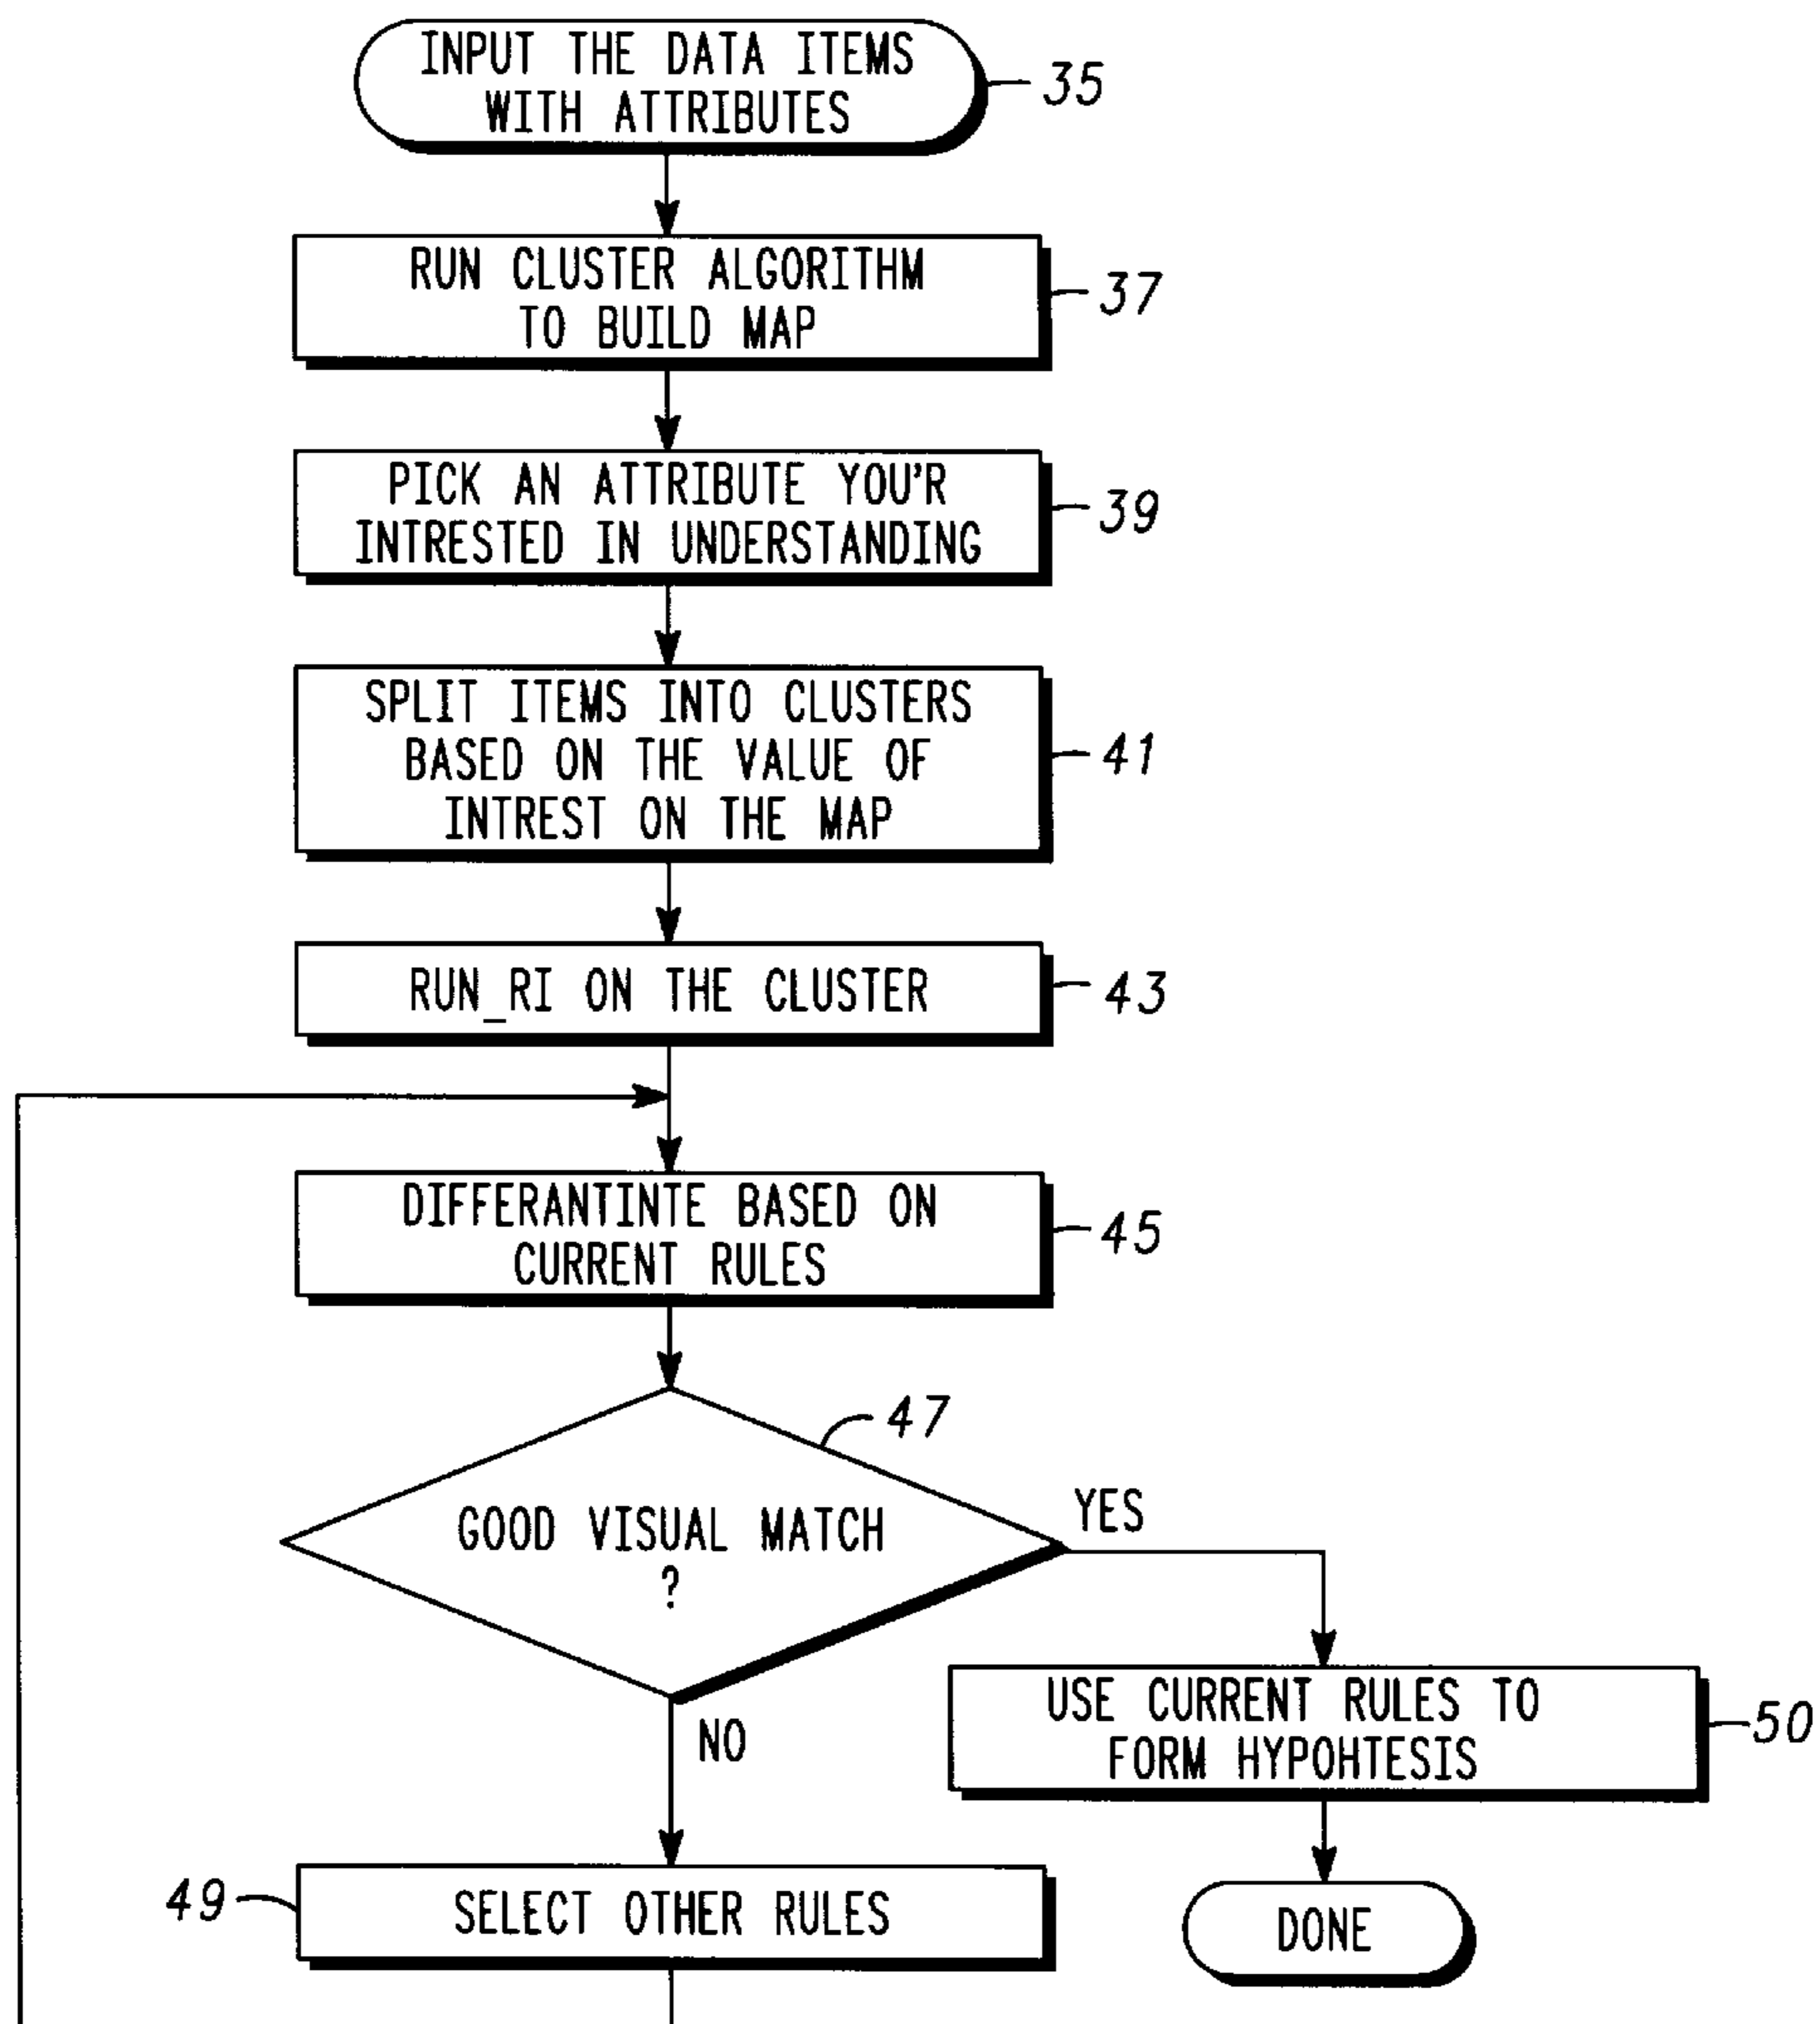 INPUT THE DATA ITEMS
WITH ATTRIBUTES
35
RUN CLUSTER ALGORITHM
TO BUILD MAP
37
PICK AN ATTRIBUTE YOU'R
INTRESTED IN UNDERSTANDING
39
SPLIT ITEMS INTO CLUSTERS
BASED ON THE VALUE OF
INTREST ON THE MAP
41
RUN_RI ON THE CLUSTER
43
DIFFERANTINTE BASED ON
CURRENT RULES
45
47
GOOD VISUAL MATCH
?
YES
NO
USE CURRENT RULES TO
FORM HYPOHTESIS
50
49
SELECT OTHER RULES
DONE